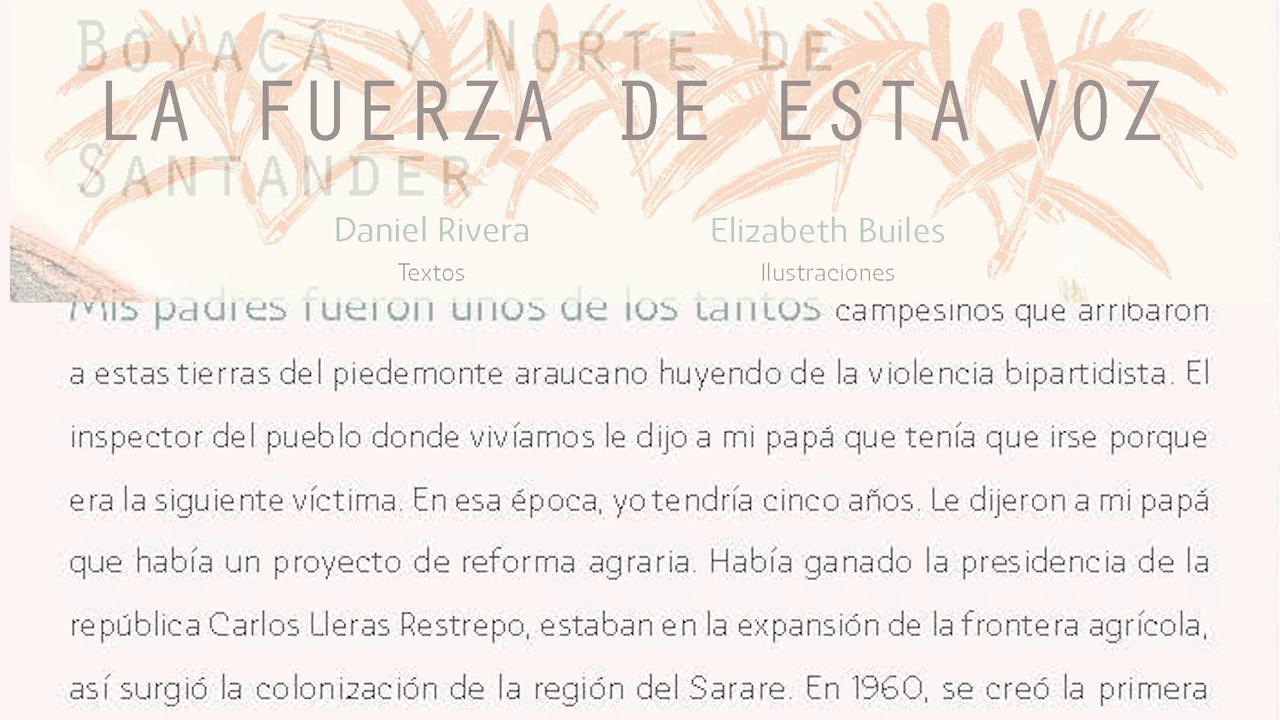 BOYACÁ Y NORTE DE
LA FUERZA DE ESTA VOZ
SANTANDER
Daniel Rivera Elizabeth Builes
Textos Ilustraciones
Mis padres fueron unos de los tantos campesinos que arribaron
a estas tierras del piedemonte araucano huyendo de la violencia bipartidista. El
inspector del pueblo donde vivíamos le dijo a mi papá que tenía que irse porque
era la siguiente víctima. En esa época, yo tendría cinco años. Le dijeron a mi papá
que había un proyecto de reforma agraria. Había ganado la presidencia de la
república Carlos Lleras Restrepo, estaban en la expansión de la frontera agrícola,
así surgió la colonización de la región del Sarare. En 1960, se creó la primera